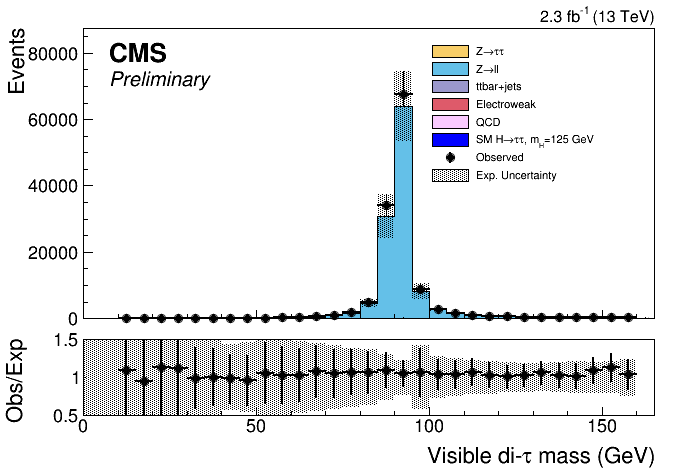 2.3 fb⁻¹ (13 TeV)
Events
80000
60000
40000
20000
0
CMS
Preliminary
Z→ττ
Z→ll
ttbar+jets
Electroweak
QCD
SM H→ττ, m_H=125 GeV
Observed
Exp. Uncertainty
Obs/Exp
1.5
1
0.5
0 50 100 150
Visible di-τ mass (GeV)